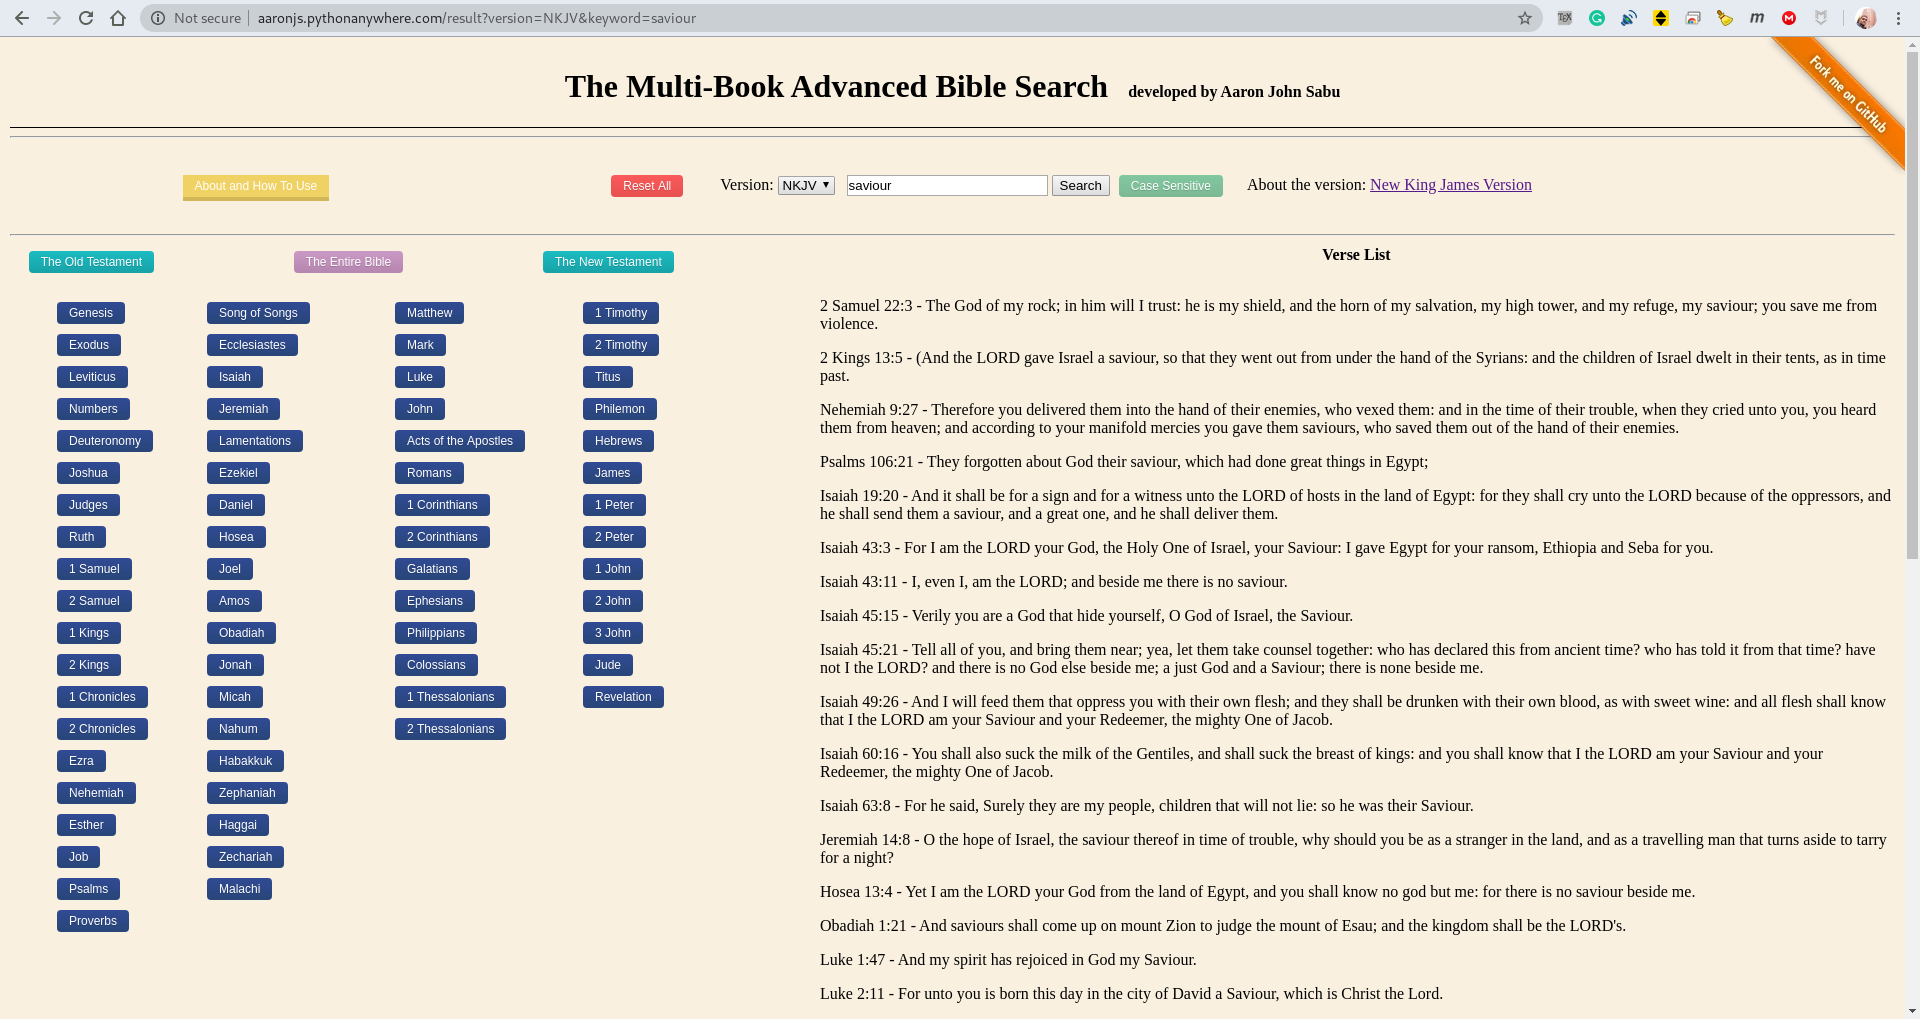 Not secure aaronjs.pythonanywhere.com/result?version=NKJV&keyword=saviour
The Multi-Book Advanced Bible Search developed by Aaron John Sabu
Fork me on GitHub
About and How To Use Reset All Version: NKJV saviour Search Case Sensitive About the version: New King James Version
The Old Testament The Entire Bible The New Testament
Genesis Song of Songs Matthew 1 Timothy
Exodus Ecclesiastes Mark 2 Timothy
Leviticus Isaiah Luke Titus
Numbers Jeremiah John Philemon
Deuteronomy Lamentations Acts of the Apostles Hebrews
Joshua Ezekiel Romans James
Judges Daniel 1 Corinthians 1 Peter
Ruth Hosea 2 Corinthians 2 Peter
1 Samuel Joel Galatians 1 John
2 Samuel Amos Ephesians 2 John
1 Kings Obadiah Philippians 3 John
2 Kings Jonah Colossians Jude
1 Chronicles Micah 1 Thessalonians Revelation
2 Chronicles Nahum 2 Thessalonians
Ezra Habakkuk
Nehemiah Zephaniah
Esther Haggai
Job Zechariah
Psalms Malachi
Proverbs
Verse List
2 Samuel 22:3 - The God of my rock; in him will I trust: he is my shield, and the horn of my salvation, my high tower, and my refuge, my saviour; you save me from
violence.
2 Kings 13:5 - (And the LORD gave Israel a saviour, so that they went out from under the hand of the Syrians: and the children of Israel dwelt in their tents, as in time
past.
Nehemiah 9:27 - Therefore you delivered them into the hand of their enemies, who vexed them: and in the time of their trouble, when they cried unto you, you heard
them from heaven; and according to your manifold mercies you gave them saviours, who saved them out of the hand of their enemies.
Psalms 106:21 - They forgotten about God their saviour, which had done great things in Egypt;
Isaiah 19:20 - And it shall be for a sign and for a witness unto the LORD of hosts in the land of Egypt: for they shall cry unto the LORD because of the oppressors, and
he shall send them a saviour, and a great one, and he shall deliver them.
Isaiah 43:3 - For I am the LORD your God, the Holy One of Israel, your Saviour: I gave Egypt for your ransom, Ethiopia and Seba for you.
Isaiah 43:11 - I, even I, am the LORD; and beside me there is no saviour.
Isaiah 45:15 - Verily you are a God that hide yourself, O God of Israel, the Saviour.
Isaiah 45:21 - Tell all of you, and bring them near; yea, let them take counsel together: who has declared this from ancient time? who has told it from that time? have
not I the LORD? and there is no God else beside me; a just God and a Saviour; there is none beside me.
Isaiah 49:26 - And I will feed them that oppress you with their own flesh; and they shall be drunken with their own blood, as with sweet wine: and all flesh shall know
that I the LORD am your Saviour and your Redeemer, the mighty One of Jacob.
Isaiah 60:16 - You shall also suck the milk of the Gentiles, and shall suck the breast of kings: and you shall know that I the LORD am your Saviour and your
Redeemer, the mighty One of Jacob.
Isaiah 63:8 - For he said, Surely they are my people, children that will not lie: so he was their Saviour.
Jeremiah 14:8 - O the hope of Israel, the saviour thereof in time of trouble, why should you be as a stranger in the land, and as a travelling man that turns aside to tarry
for a night?
Hosea 13:4 - Yet I am the LORD your God from the land of Egypt, and you shall know no god but me: for there is no saviour beside me.
Obadiah 1:21 - And saviours shall come up on mount Zion to judge the mount of Esau; and the kingdom shall be the LORD's.
Luke 1:47 - And my spirit has rejoiced in God my Saviour.
Luke 2:11 - For unto you is born this day in the city of David a Saviour, which is Christ the Lord.